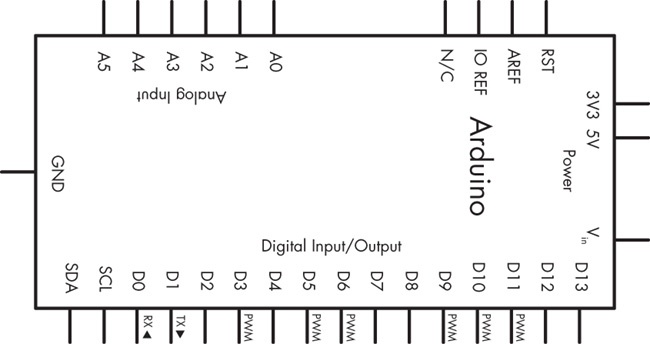 A5
A4
A3
A2
A1
A0
N/C
IO REF
AREF
RST
Analog Input
3V3
5V
Arduino
Power
GND
Vin
Digital Input/Output
SDA
SCL
D0
D1
D2
D3
D4
D5
D6
D7
D8
D9
D10
D11
D12
D13
RX ◀
TX ▶
PWM
PWM
PWM
PWM
PWM
PWM